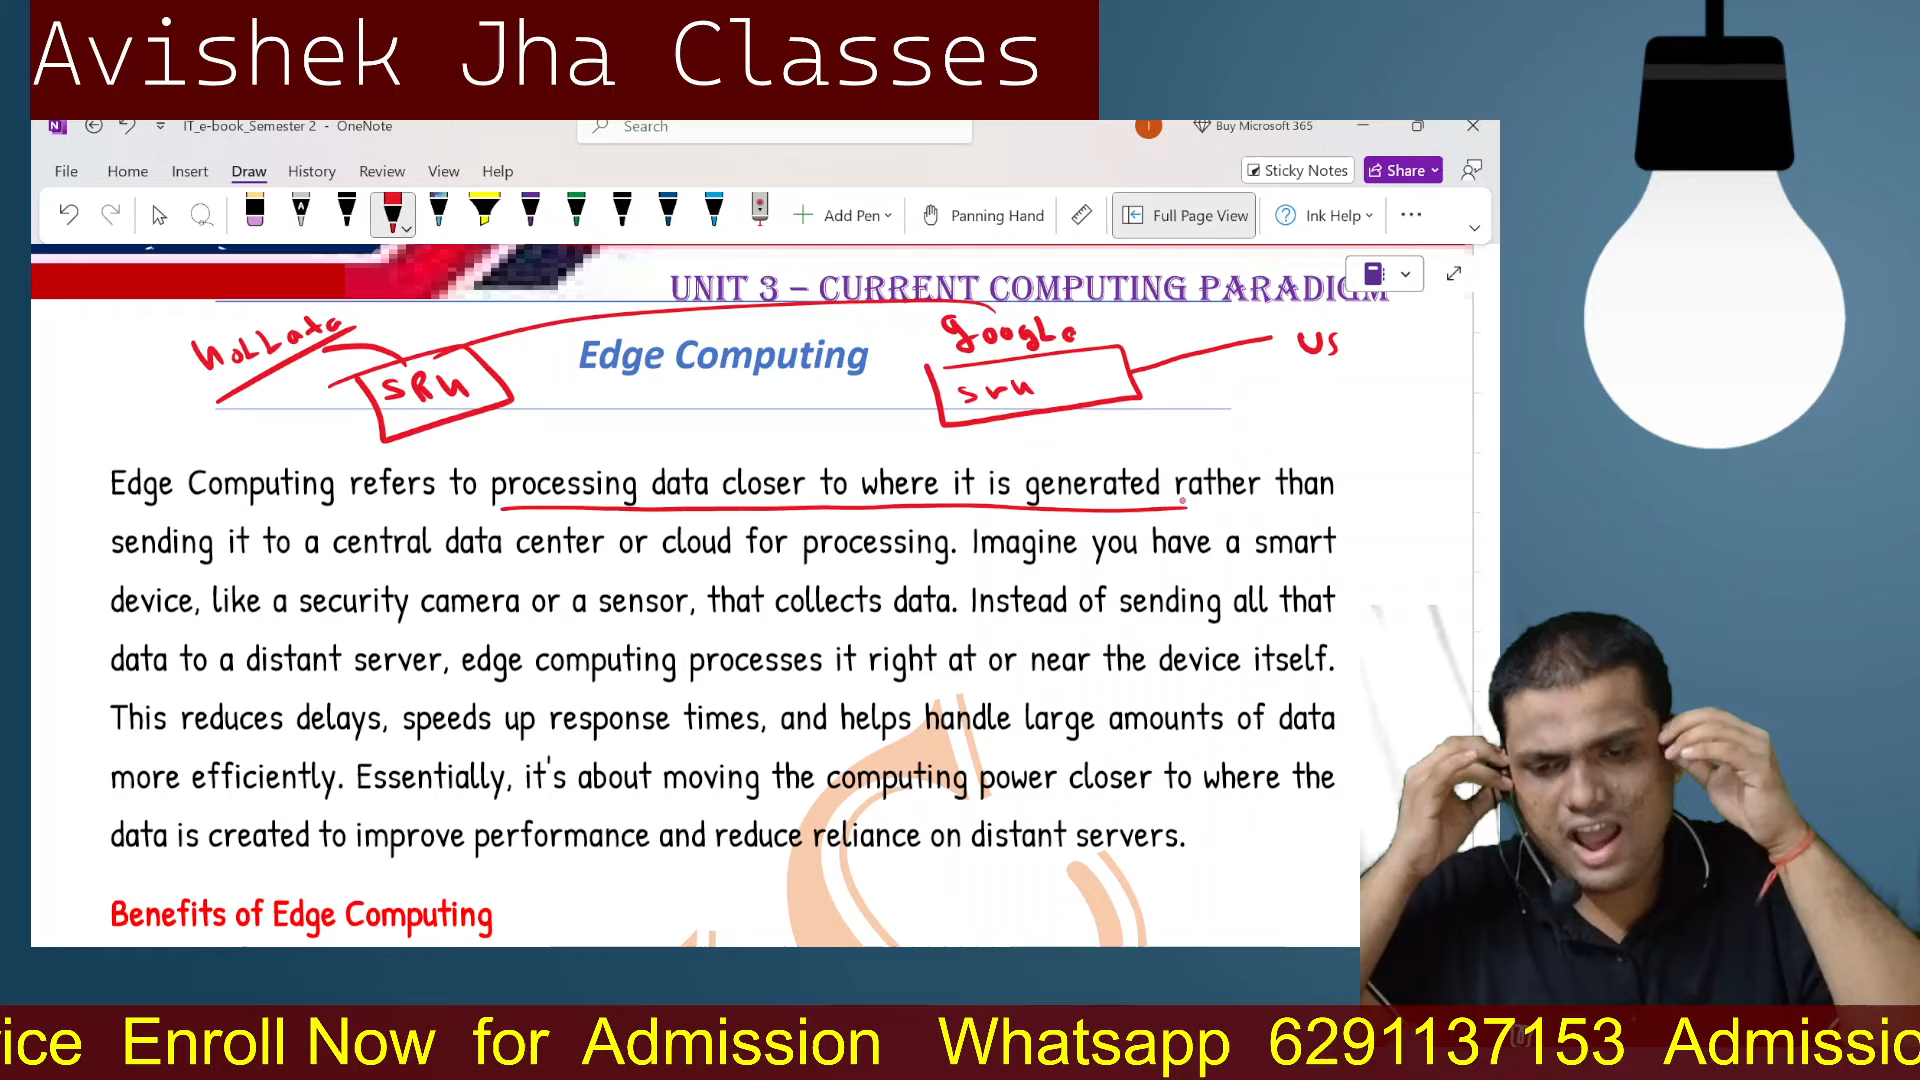 Avishek Jha Classes
IT_e-book_Semester 2 - OneNote
Search
I
Buy Microsoft 365
File Home Insert Draw History Review View Help
Sticky Notes
Share
Add Pen
Panning Hand
Full Page View
Ink Help
UNIT 3 – CURRENT COMPUTING PARADIGM
google
US
Edge Computing
Edge Computing refers to processing data closer to where it is generated rather than
sending it to a central data center or cloud for processing. Imagine you have a smart
device, like a security camera or a sensor, that collects data. Instead of sending all that
data to a distant server, edge computing processes it right at or near the device itself.
This reduces delays, speeds up response times, and helps handle large amounts of data
more efficiently. Essentially, it's about moving the computing power closer to where the
data is created to improve performance and reduce reliance on distant servers.
Benefits of Edge Computing
ice Enroll Now for Admission Whatsapp 6291137153 Admissio